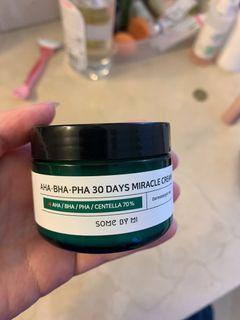 AHA·BHA·PHA 30 DAYS MIRACLE CREAM
AHA / BHA / PHA / CENTELLA 70%
SOME BY MI